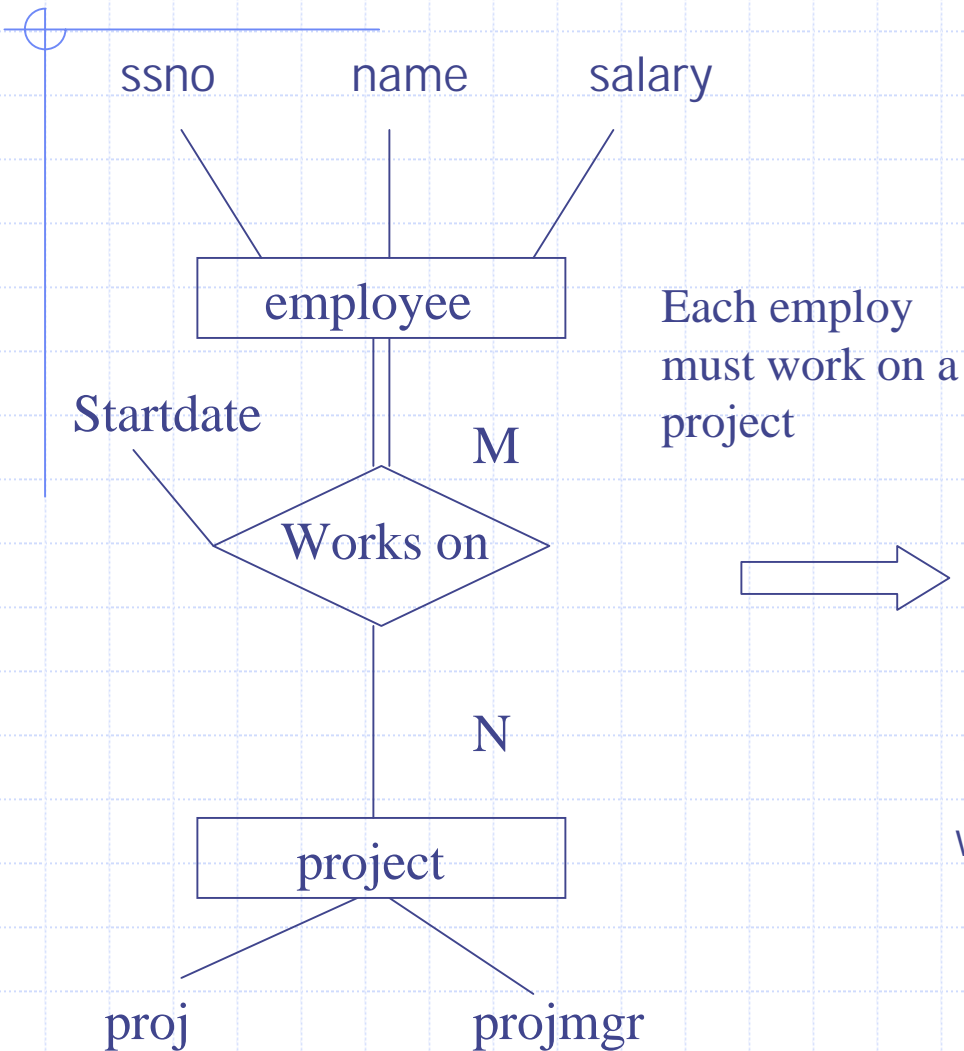 ssno name salary
employee
Each employ
must work on a
project
Startdate
M
Works on
N
project
proj projmgr